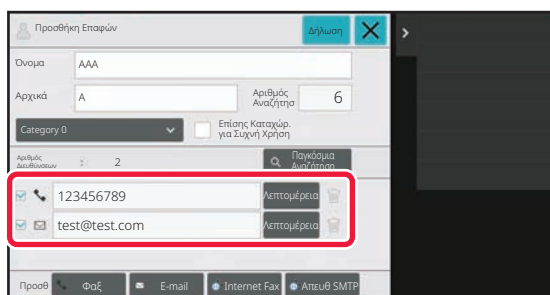 Προσθήκη Επαφών Δήλωση
Όνομα AAA
Αρχικά A Αριθμός Αναζήτησ 6
Category 0 Επίσης Καταχώρ. για Συχνή Χρήση
Αριθμός Διευθύνσεων : 2 Παγκόσμια Αναζήτηση
123456789 Λεπτομέρεια
test@test.com Λεπτομέρεια
Προσθ Φαξ E-mail Internet Fax Απευθ SMTP